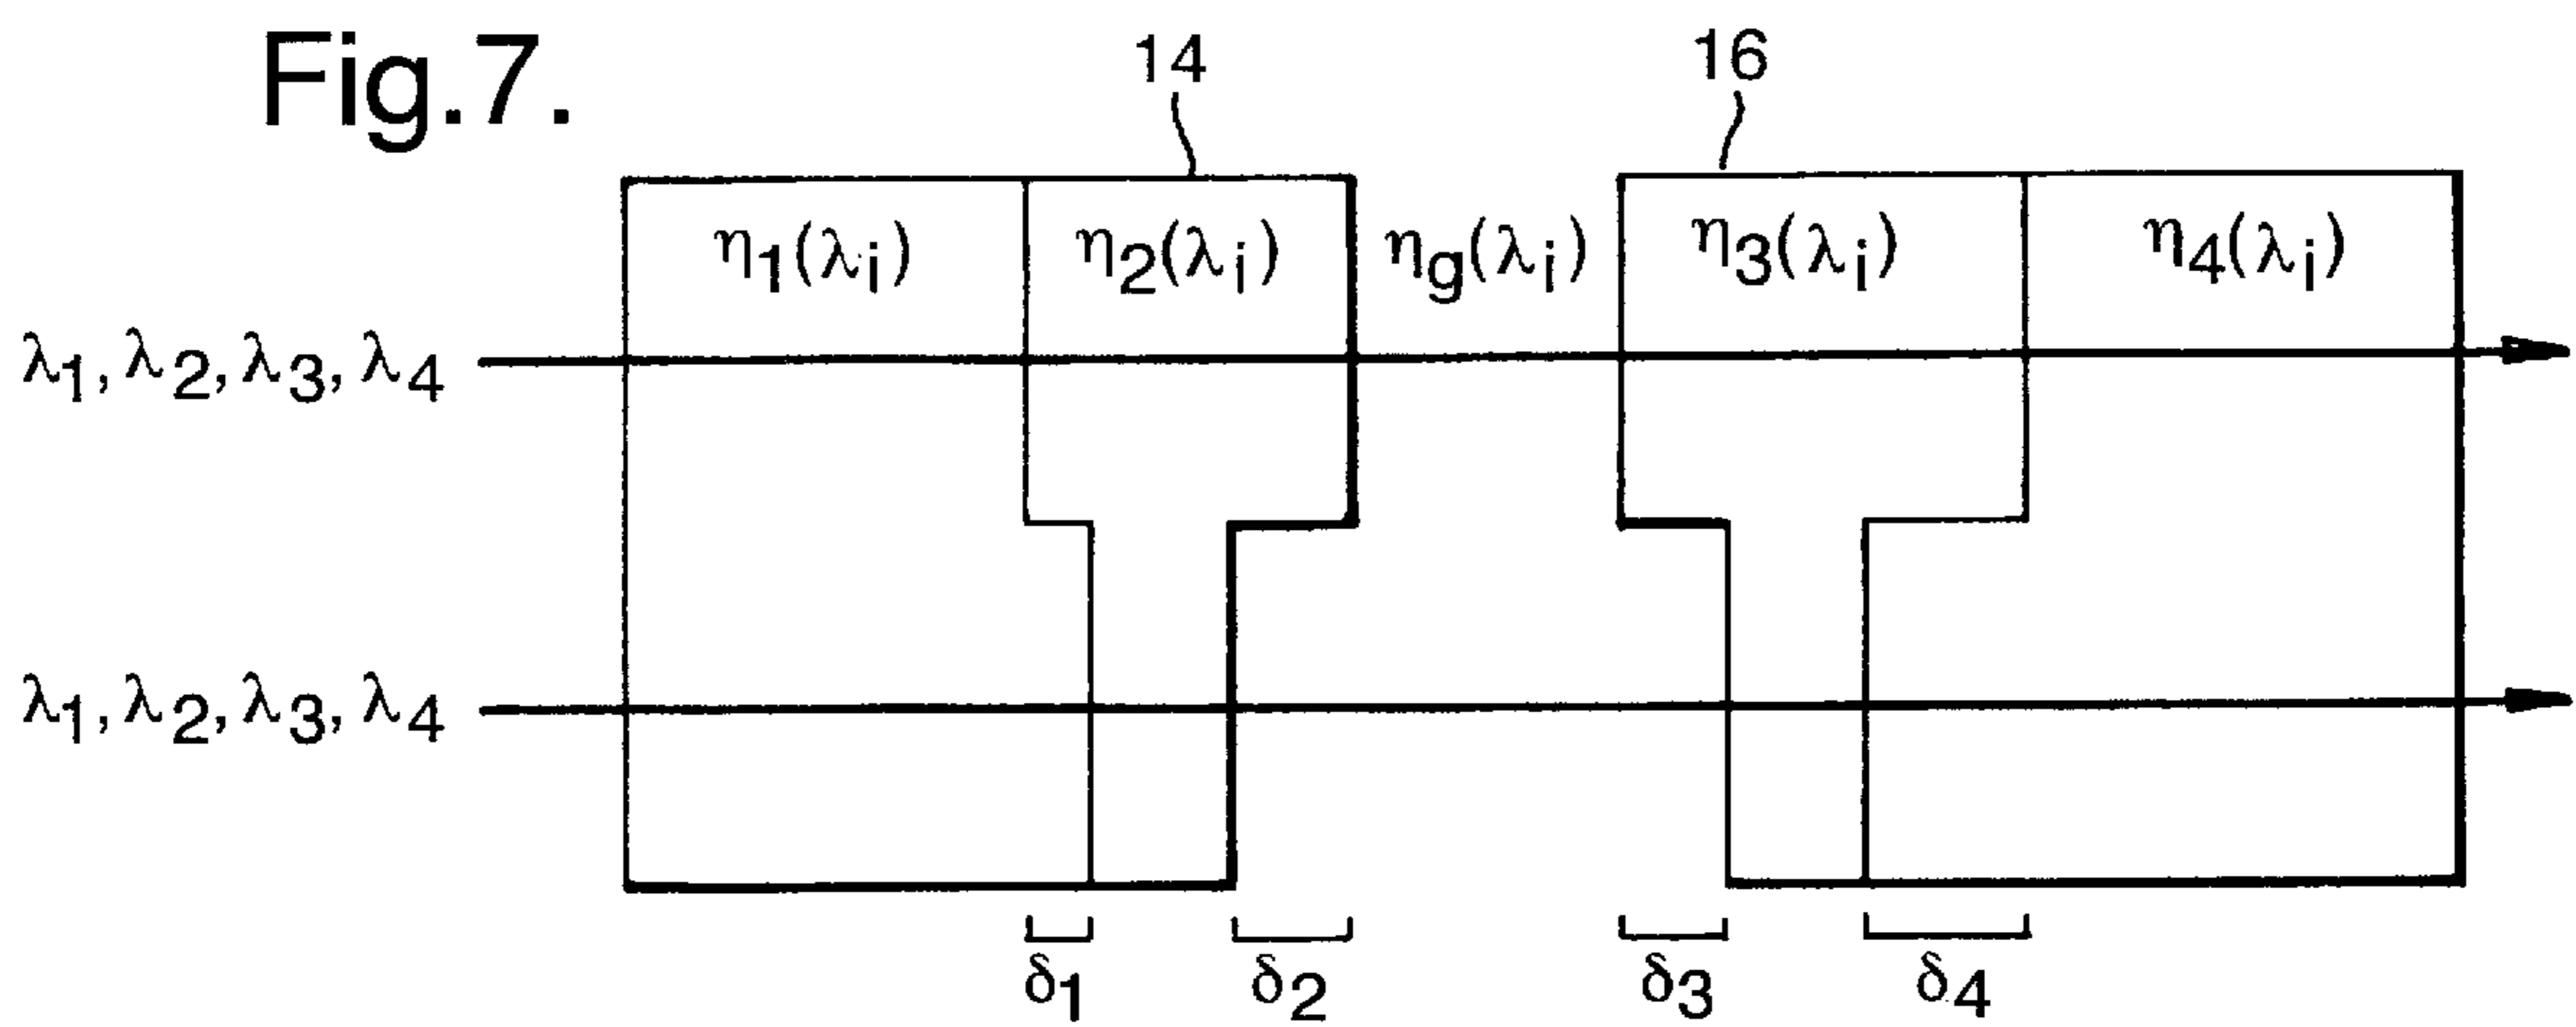 Fig.7.
14
16
η1(λi)
η2(λi)
ηg(λi)
η3(λi)
η4(λi)
λ1, λ2, λ3, λ4
λ1, λ2, λ3, λ4
δ1
δ2
δ3
δ4